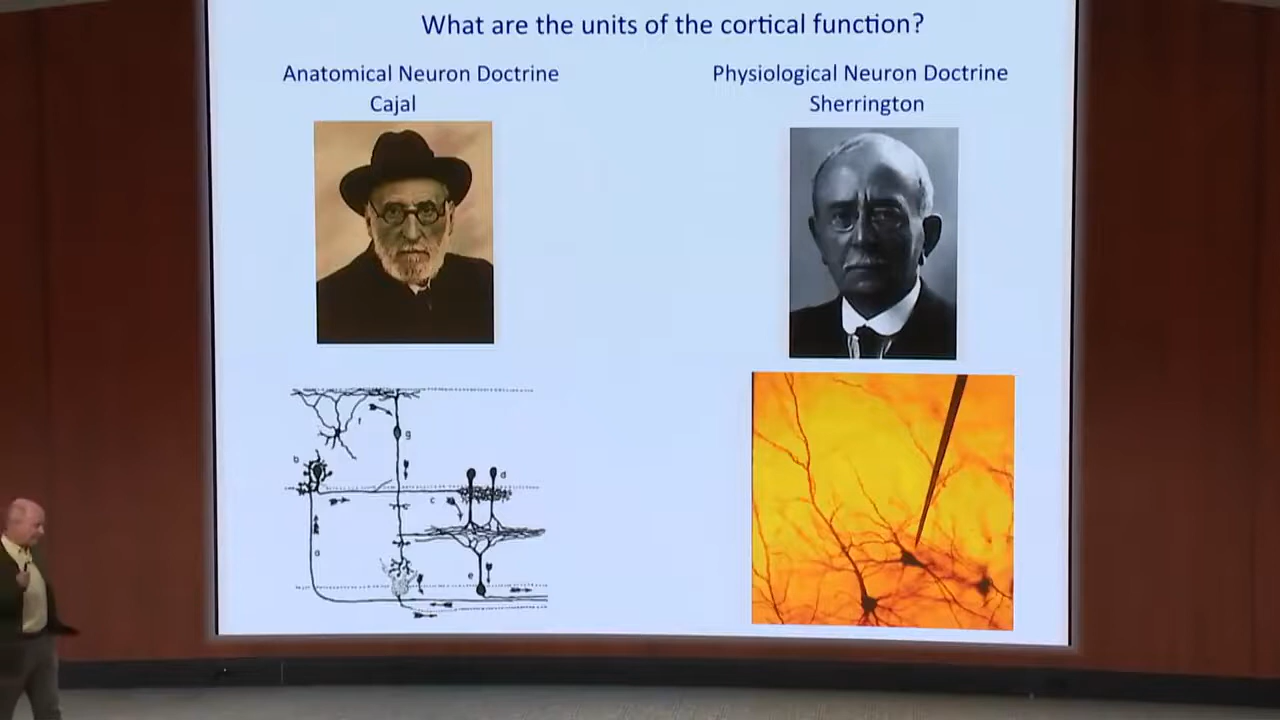 What are the units of the cortical function?
Anatomical Neuron Doctrine
Cajal
Physiological Neuron Doctrine
Sherrington
f
g
b
d
c
a
e